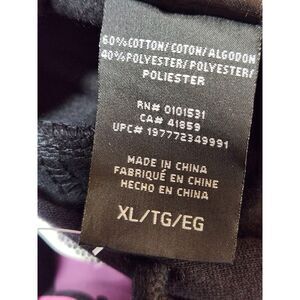 60%COTTON/ COTON/ ALGODON
40%POLYESTER/ POLYESTER/
POLIESTER
RN# 0101531
CA# 41859
UPC# 197772349991
MADE IN CHINA
FABRIQUÉ EN CHINE
HECHO EN CHINA
XL/TG/EG